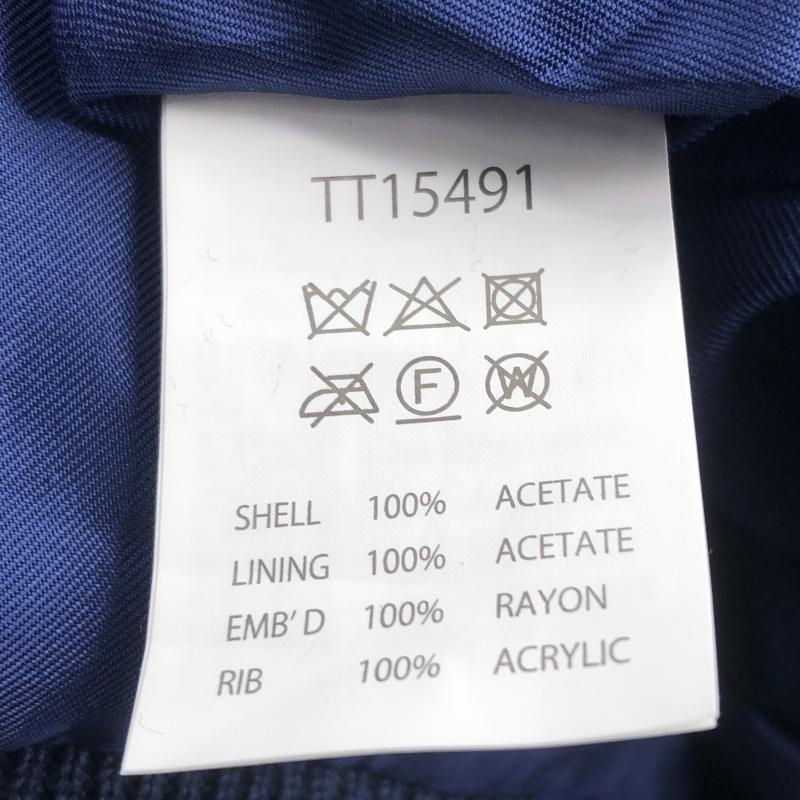 TT15491
F
W
SHELL 100% ACETATE
LINING 100% ACETATE
EMB'D 100% RAYON
RIB 100% ACRYLIC